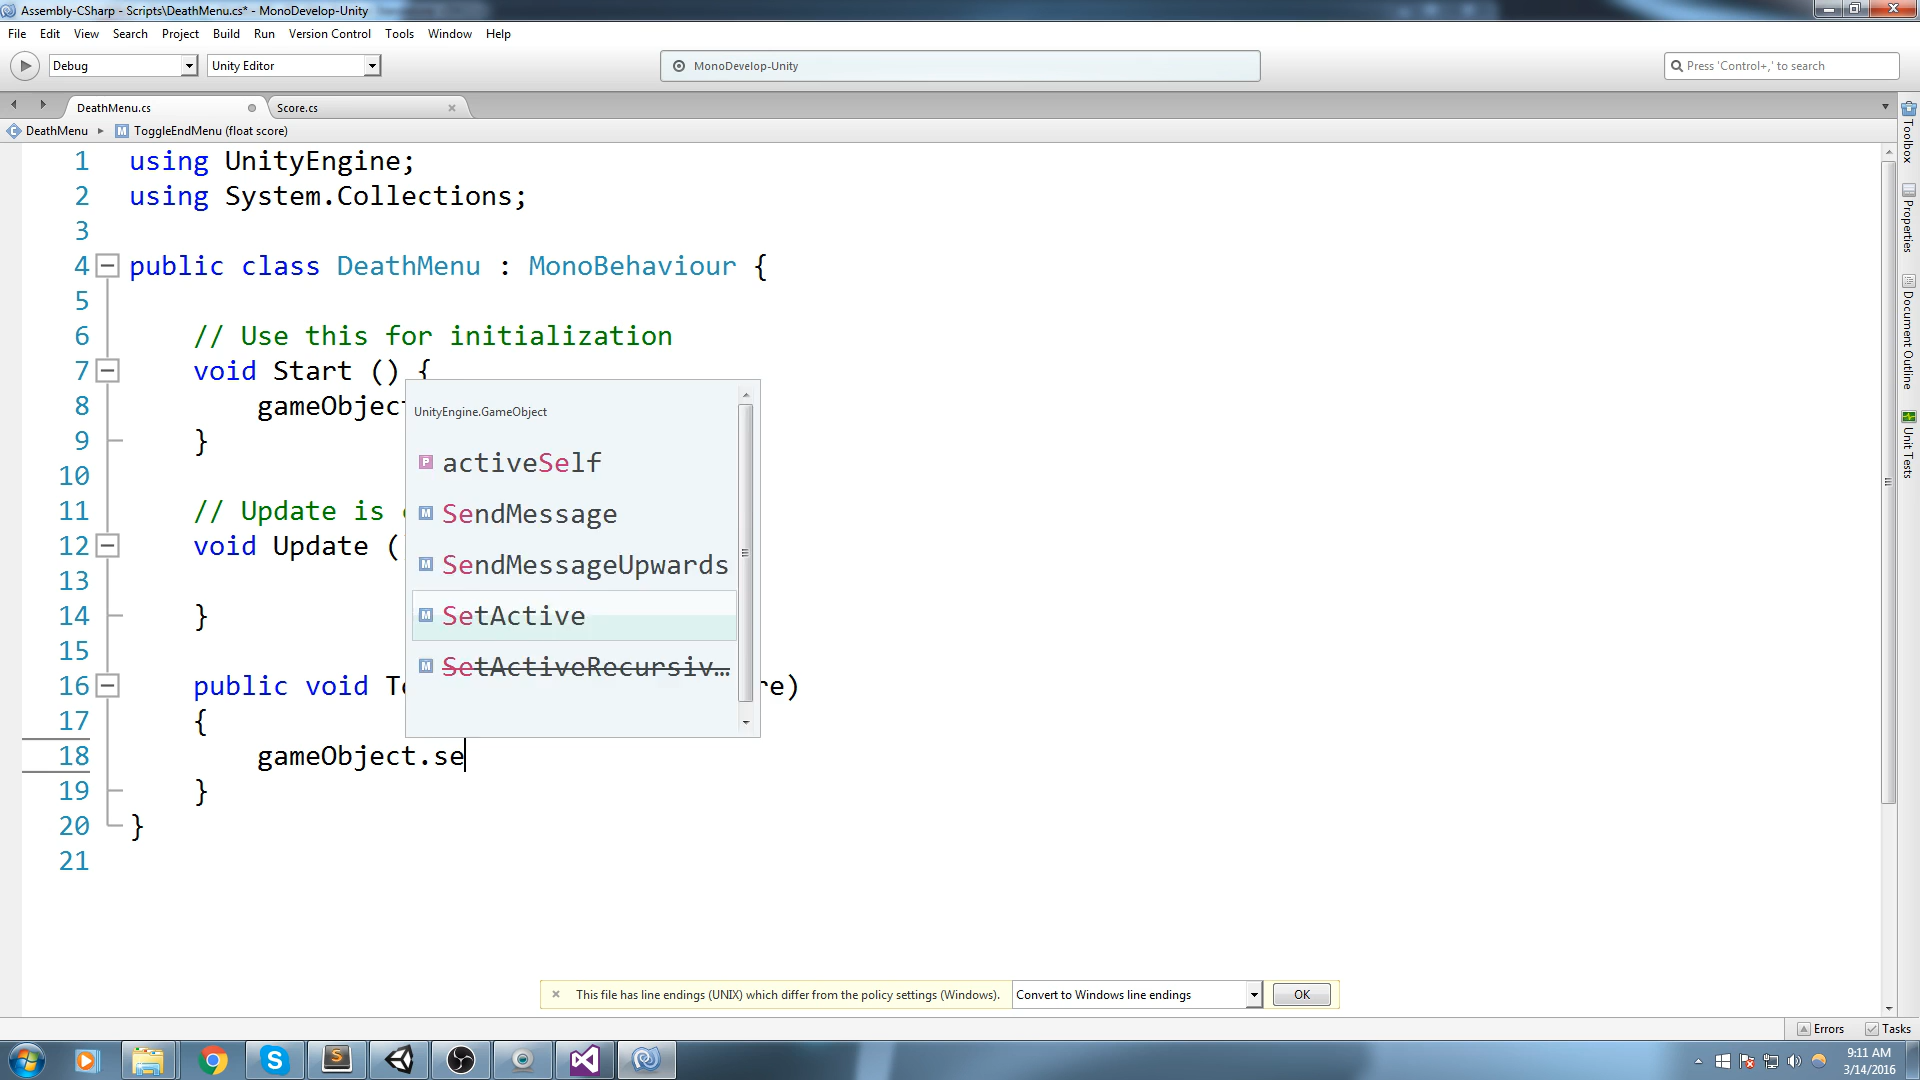 Assembly-CSharp - Scripts\DeathMenu.cs* - MonoDevelop-Unity
File Edit View Search Project Build Run Version Control Tools Window Help
Debug Unity Editor MonoDevelop-Unity Press 'Control+,' to search
DeathMenu.cs Score.cs
DeathMenu ToggleEndMenu (float score)
1 using UnityEngine;
2 using System.Collections;
3
4 public class DeathMenu : MonoBehaviour {
5
6 // Use this for initialization
7 void Start () {
8 gameObject
9 }
10
11 // Update is
12 void Update (
13
14 }
15
16 public void To re)
17 {
18 gameObject.se
19 }
20 }
21
UnityEngine.GameObject
P activeSelf
M SendMessage
M SendMessageUpwards
M SetActive
M SetActiveRecursiv...
Toolbox
Properties
Document Outline
Unit Tests
This file has line endings (UNIX) which differ from the policy settings (Windows). Convert to Windows line endings OK
Errors Tasks
9:11 AM
3/14/2016